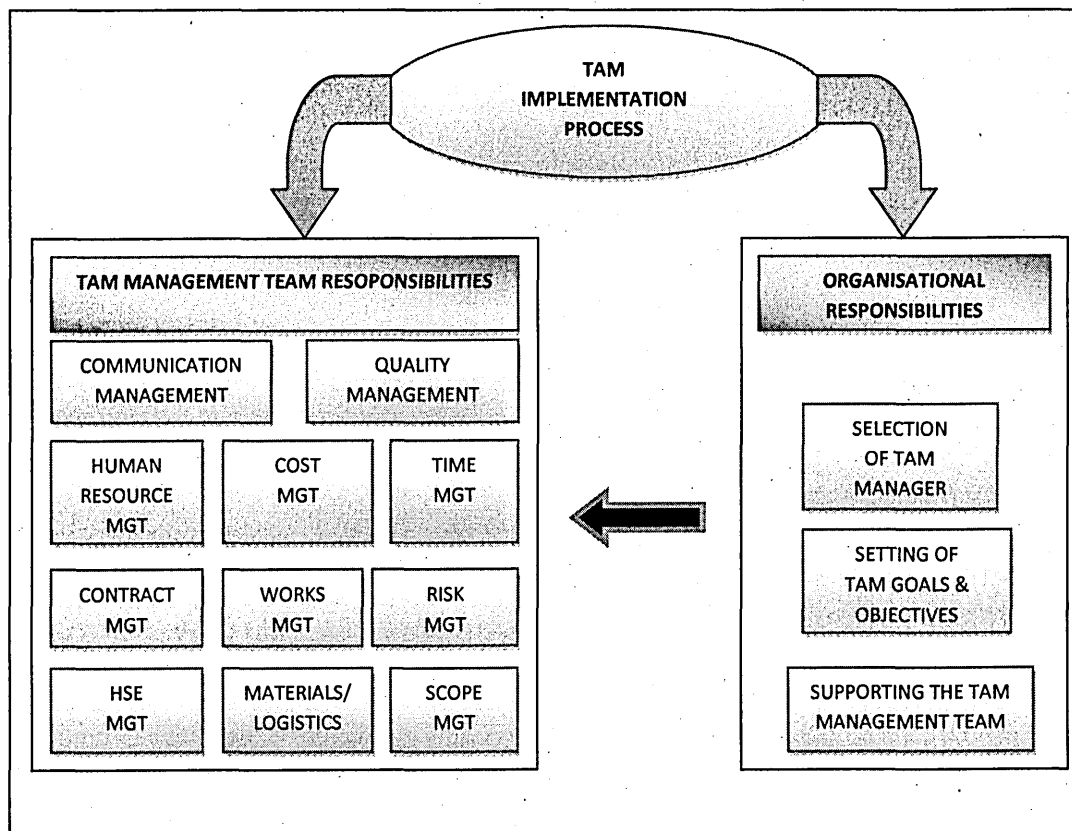 TAM
IMPLEMENTATION
PROCESS
TAM MANAGEMENT TEAM RESOPONSIBILITIES
COMMUNICATION
MANAGEMENT
QUALITY
MANAGEMENT
HUMAN
RESOURCE
MGT
COST
MGT
TIME
MGT
CONTRACT
MGT
WORKS
MGT
RISK
MGT
HSE
MGT
MATERIALS/
LOGISTICS
SCOPE
MGT
ORGANISATIONAL
RESPONSIBILITIES
SELECTION
OF TAM
MANAGER
SETTING OF
TAM GOALS &
OBJECTIVES
SUPPORTING THE TAM
MANAGEMENT TEAM